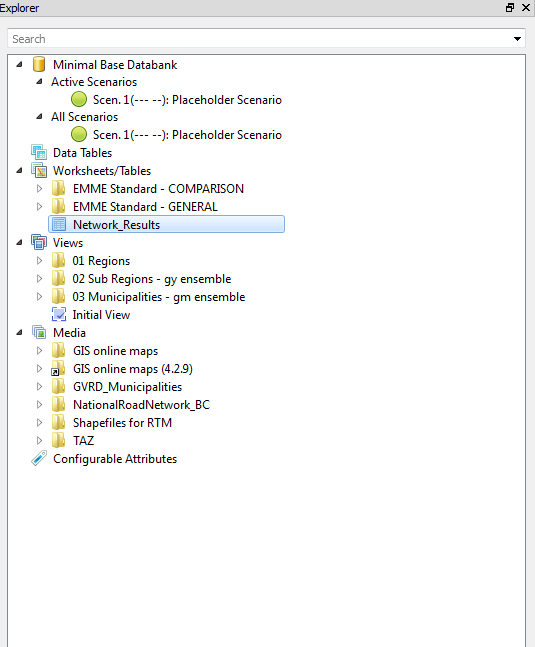 Explorer
Search
Minimal Base Databank
Active Scenarios
Scen. 1(--- --): Placeholder Scenario
All Scenarios
Scen. 1(--- --): Placeholder Scenario
Data Tables
Worksheets/Tables
EMME Standard - COMPARISON
EMME Standard - GENERAL
Network_Results
Views
01 Regions
02 Sub Regions - gy ensemble
03 Municipalities - gm ensemble
Initial View
Media
GIS online maps
GIS online maps (4.2.9)
GVRD_Municipalities
NationalRoadNetwork_BC
Shapefiles for RTM
TAZ
Configurable Attributes